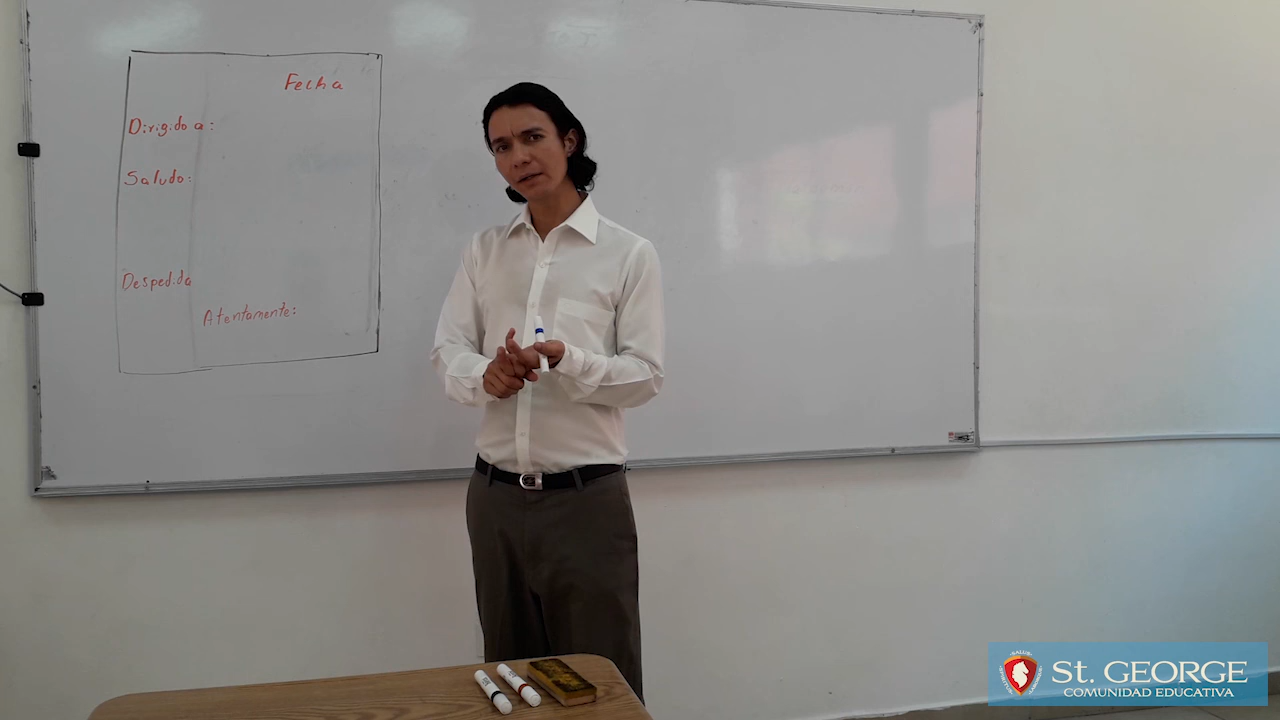 Fecha
Dirigido a:
Saludo:
Despedida
Atentamente:
St. GEORGE
COMUNIDAD EDUCATIVA